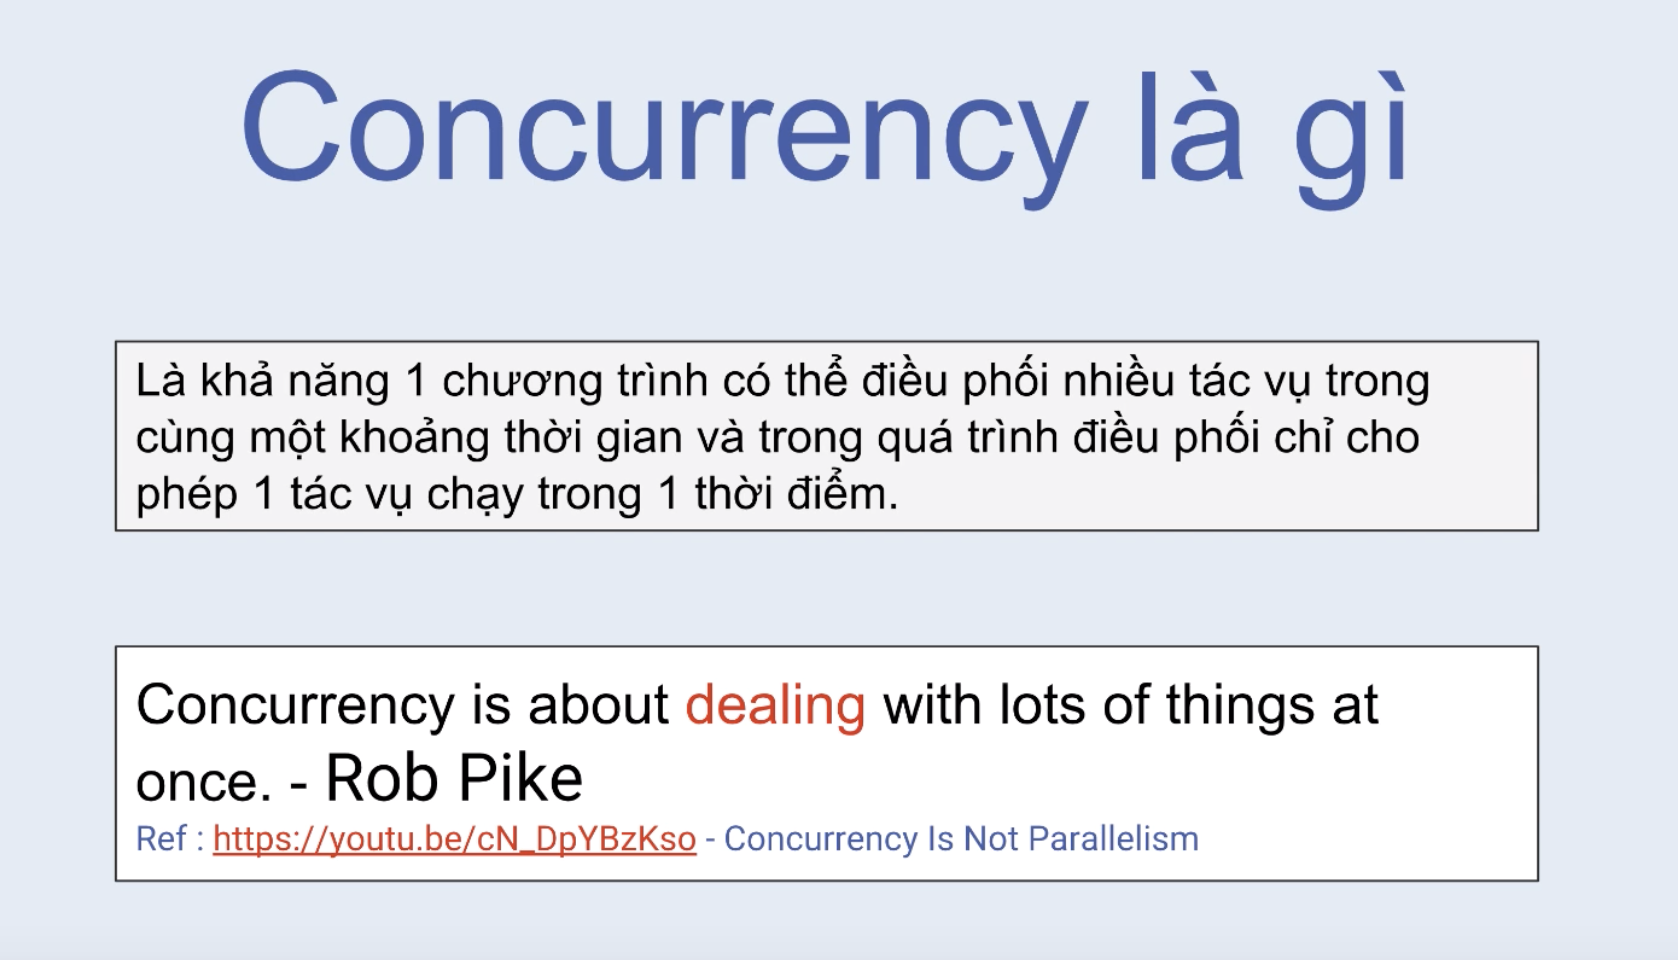 Concurrency là gì
Là khả năng 1 chương trình có thể điều phối nhiều tác vụ trong
cùng một khoảng thời gian và trong quá trình điều phối chỉ cho
phép 1 tác vụ chạy trong 1 thời điểm.
Concurrency is about dealing with lots of things at
once. - Rob Pike
Ref : https://youtu.be/cN_DpYBzKso - Concurrency Is Not Parallelism